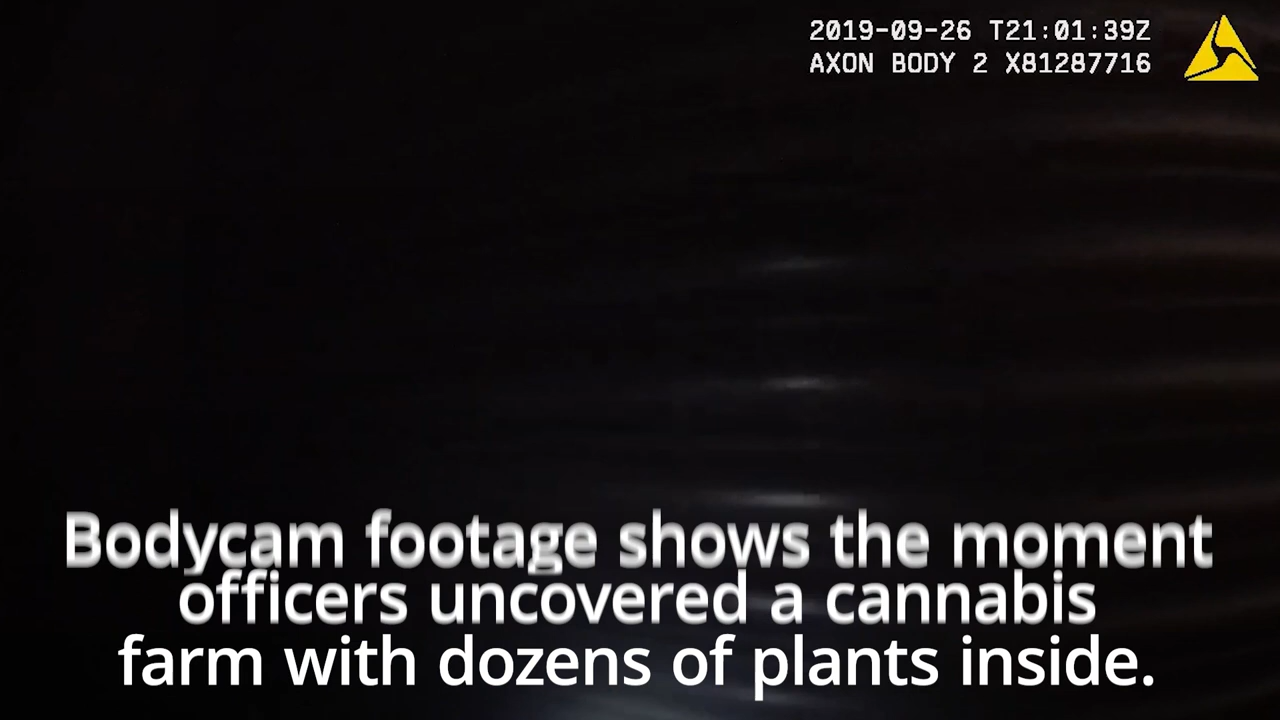 2019-09-26 T21:01:39Z
AXON BODY 2 X81287716
Bodycam footage shows the moment
officers uncovered a cannabis
farm with dozens of plants inside.